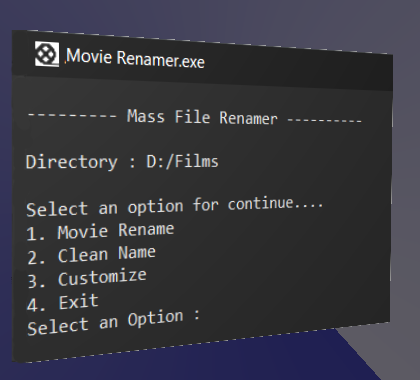 Movie Renamer.exe
--------- Mass File Renamer ----------
Directory : D:/Films
Select an option for continue....
1. Movie Rename
2. Clean Name
3. Customize
4. Exit
Select an Option :